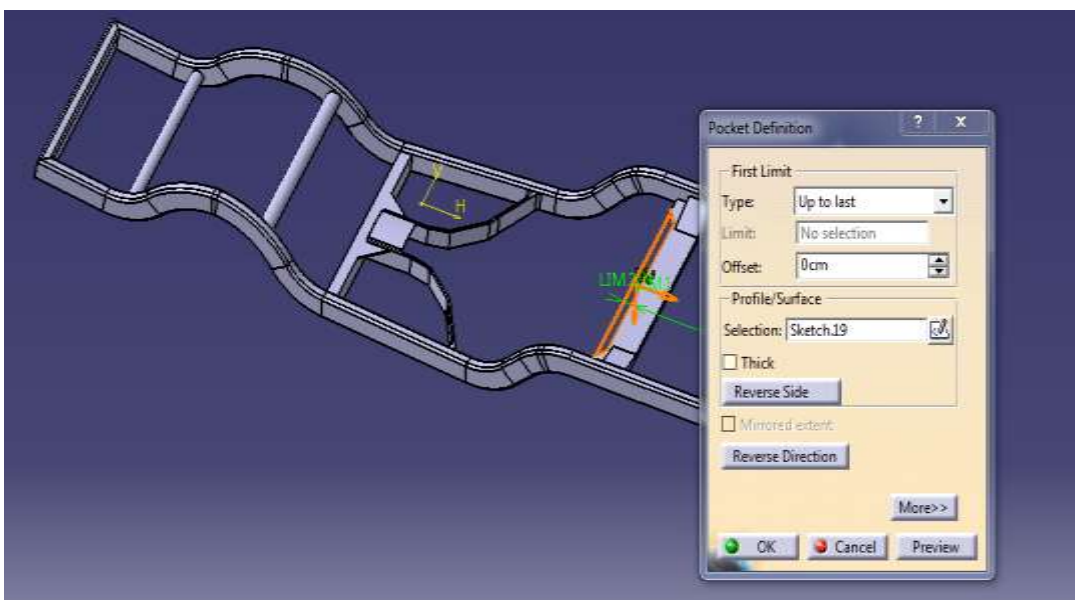 Pocket Definition
?
X
First Limit
Type:
Up to last
Limit:
No selection
Offset:
0cm
Profile/Surface
Selection:
Sketch.19
Thick
Reverse Side
Mirrored extent
Reverse Direction
More>>
OK
Cancel
Preview
H